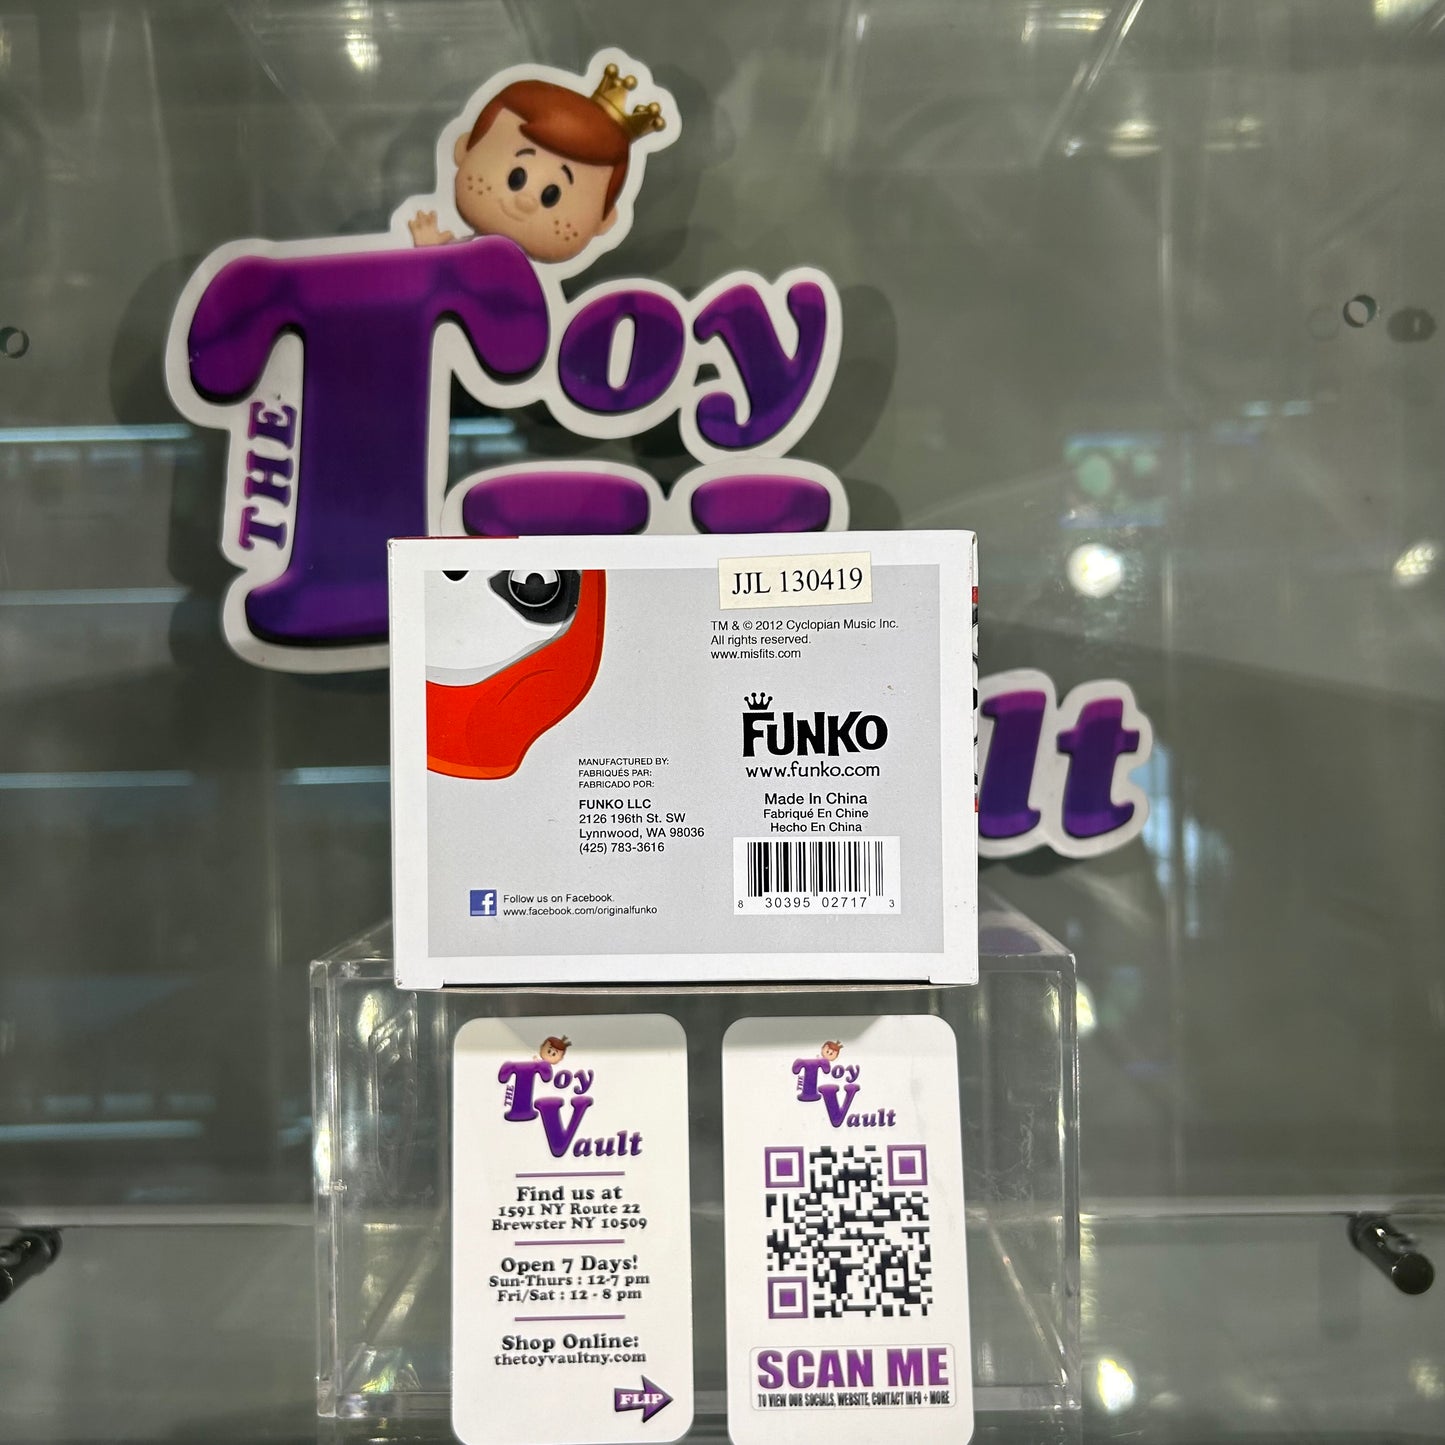 THE Toy
lt
JJL 130419
TM & © 2012 Cyclopian Music Inc.
All rights reserved.
www.misfits.com
FUNKO
www.funko.com
MANUFACTURED BY:
FABRIQUÉS PAR:
FABRICADO POR:
FUNKO LLC
2126 196th St. SW
Lynnwood, WA 98036
(425) 783-3616
Made In China
Fabriqué En Chine
Hecho En China
8 30395 02717 3
Follow us on Facebook.
www.facebook.com/originalfunko
THE Toy
Vault
Find us at
1591 NY Route 22
Brewster NY 10509
Open 7 Days!
Sun-Thurs : 12-7 pm
Fri/Sat : 12 - 8 pm
Shop Online:
thetoyvaultny.com
FLIP
THE Toy
Vault
SCAN ME
TO VIEW OUR SOCIALS, WEBSITE, CONTACT INFO + MORE